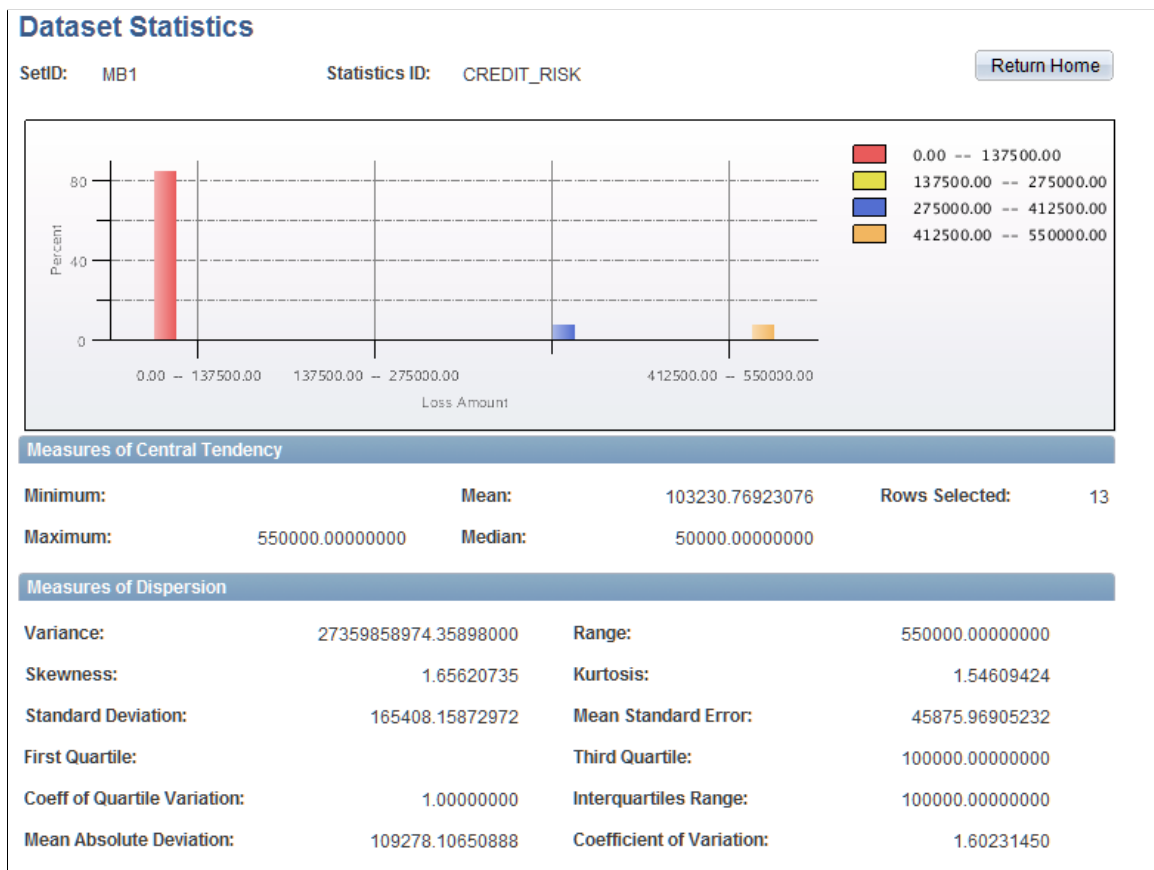 Dataset Statistics
SetID: MB1 Statistics ID: CREDIT_RISK Return Home
80
40
0
Percent
0.00 -- 137500.00
137500.00 -- 275000.00
412500.00 -- 550000.00
Loss Amount
0.00 -- 137500.00
137500.00 -- 275000.00
275000.00 -- 412500.00
412500.00 -- 550000.00
Measures of Central Tendency
Minimum: Mean: 103230.76923076 Rows Selected: 13
Maximum: 550000.00000000 Median: 50000.00000000
Measures of Dispersion
Variance: 27359858974.35898000 Range: 550000.00000000
Skewness: 1.65620735 Kurtosis: 1.54609424
Standard Deviation: 165408.15872972 Mean Standard Error: 45875.96905232
First Quartile: Third Quartile: 100000.00000000
Coeff of Quartile Variation: 1.00000000 Interquartiles Range: 100000.00000000
Mean Absolute Deviation: 109278.10650888 Coefficient of Variation: 1.60231450